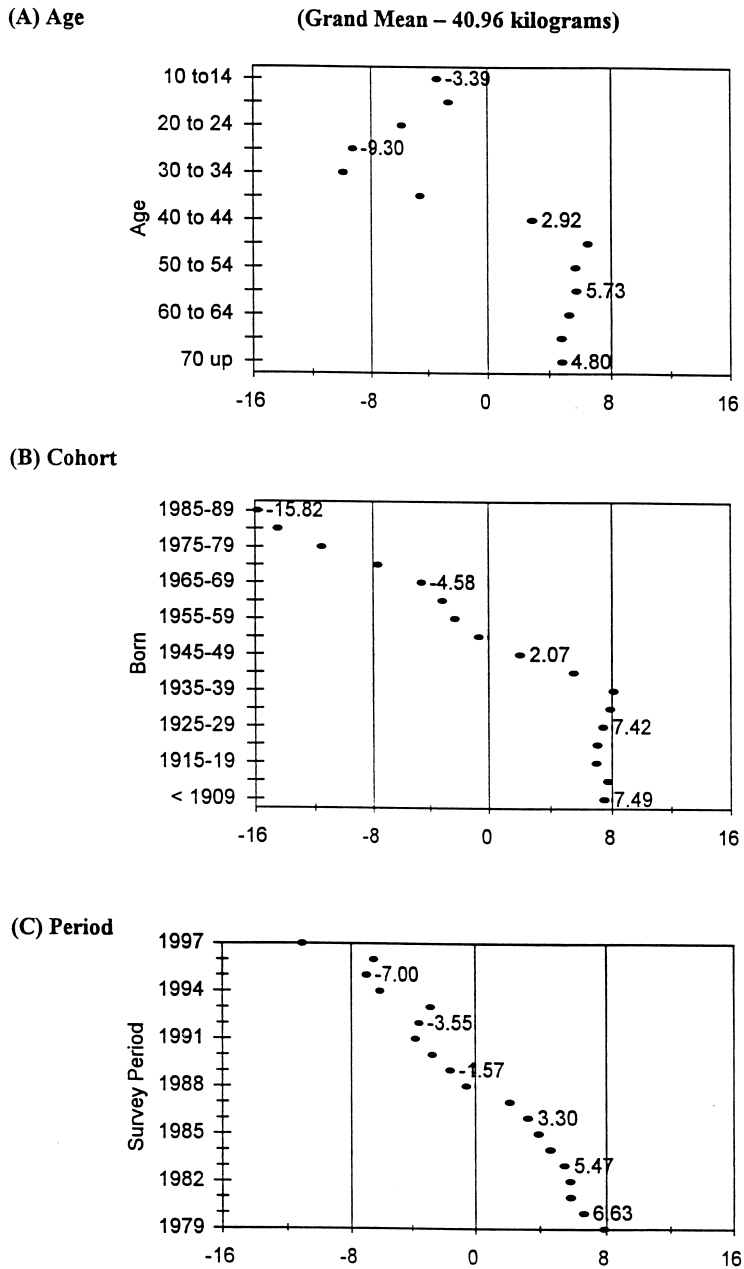 (A) Age (Grand Mean – 40.96 kilograms)
10 to14 -3.39
20 to 24
-9.30
30 to 34
40 to 44 2.92
50 to 54
5.73
60 to 64
70 up 4.80
Age
-16 -8 0 8 16
(B) Cohort
1985-89 -15.82
1975-79
1965-69 -4.58
1955-59
1945-49 2.07
1935-39
1925-29 7.42
1915-19
< 1909 7.49
Born
-16 -8 0 8 16
(C) Period
1997
-7.00
1994
-3.55
1991
-1.57
1988
3.30
1985
5.47
1982
6.63
1979
Survey Period
-16 -8 0 8 16